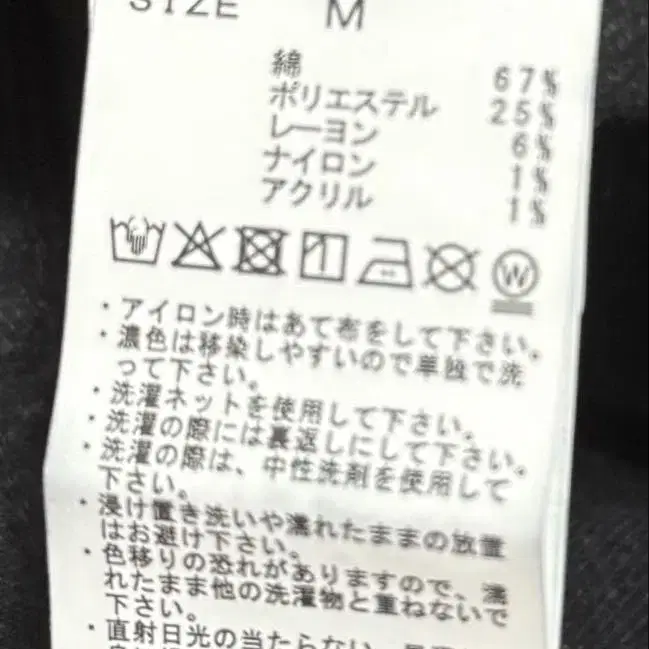 SIZE M
綿 67%
ポリエステル 25%
レーヨン 6%
ナイロン 1%
アクリル 1%
W
・アイロン時はあて布をして下さい。
・濃色は移染しやすいので単独で洗
って下さい。
・洗濯ネットを使用して下さい。
・洗濯の際には裏返しにして下さい。
・洗濯の際は、中性洗剤を使用して
下さい。
・浸け置き洗いや濡れたままの放置
はお避け下さい。
・色移りの恐れがありますので、濡
れたまま他の洗濯物と重ねないで
下さい。
・直射日光の当たらない